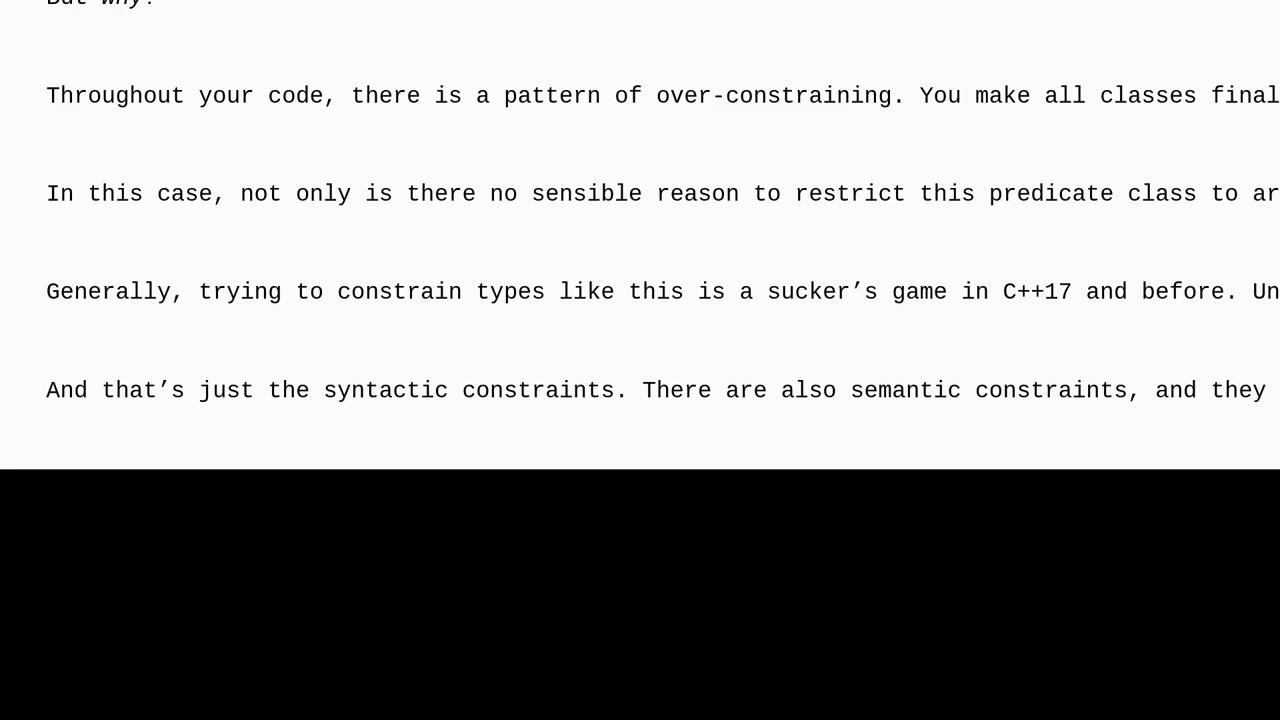 But why?
Throughout your code, there is a pattern of over-constraining. You make all classes final
In this case, not only is there no sensible reason to restrict this predicate class to ar
Generally, trying to constrain types like this is a sucker’s game in C++17 and before. Un
And that’s just the syntactic constraints. There are also semantic constraints, and they